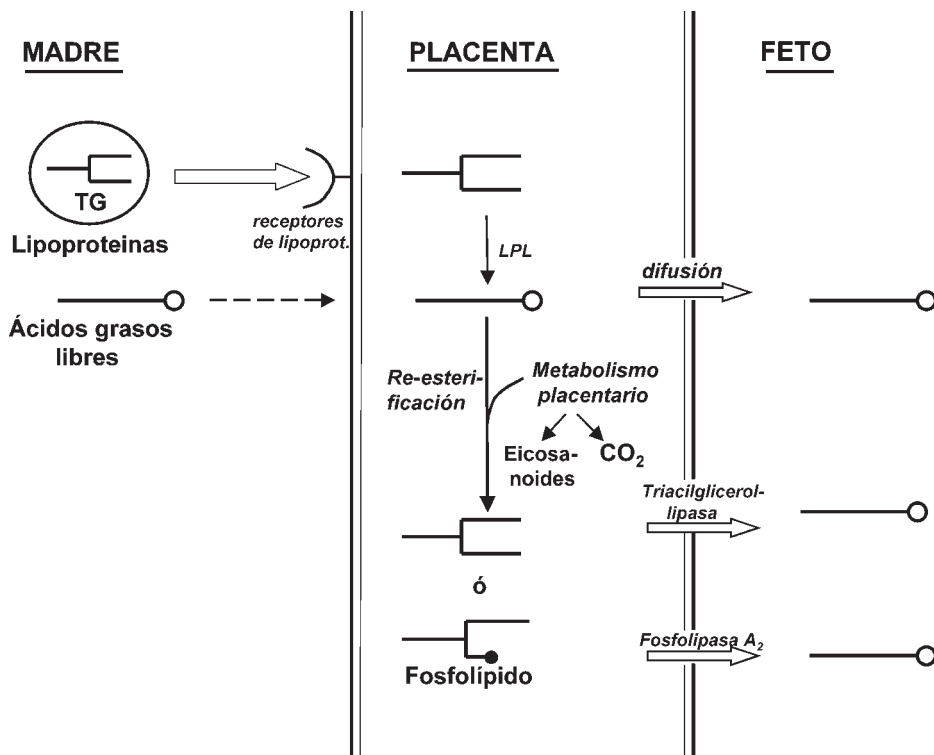 MADRE
PLACENTA
FETO
TG
Lipoproteinas
receptores
de lipoprot.
LPL
difusión
Ácidos grasos
libres
Re-esteri-
ficación
Metabolismo
placentario
Eicosa-
noides
CO₂
Triacilglicerol-
lipasa
ó
Fosfolípido
Fosfolipasa A₂